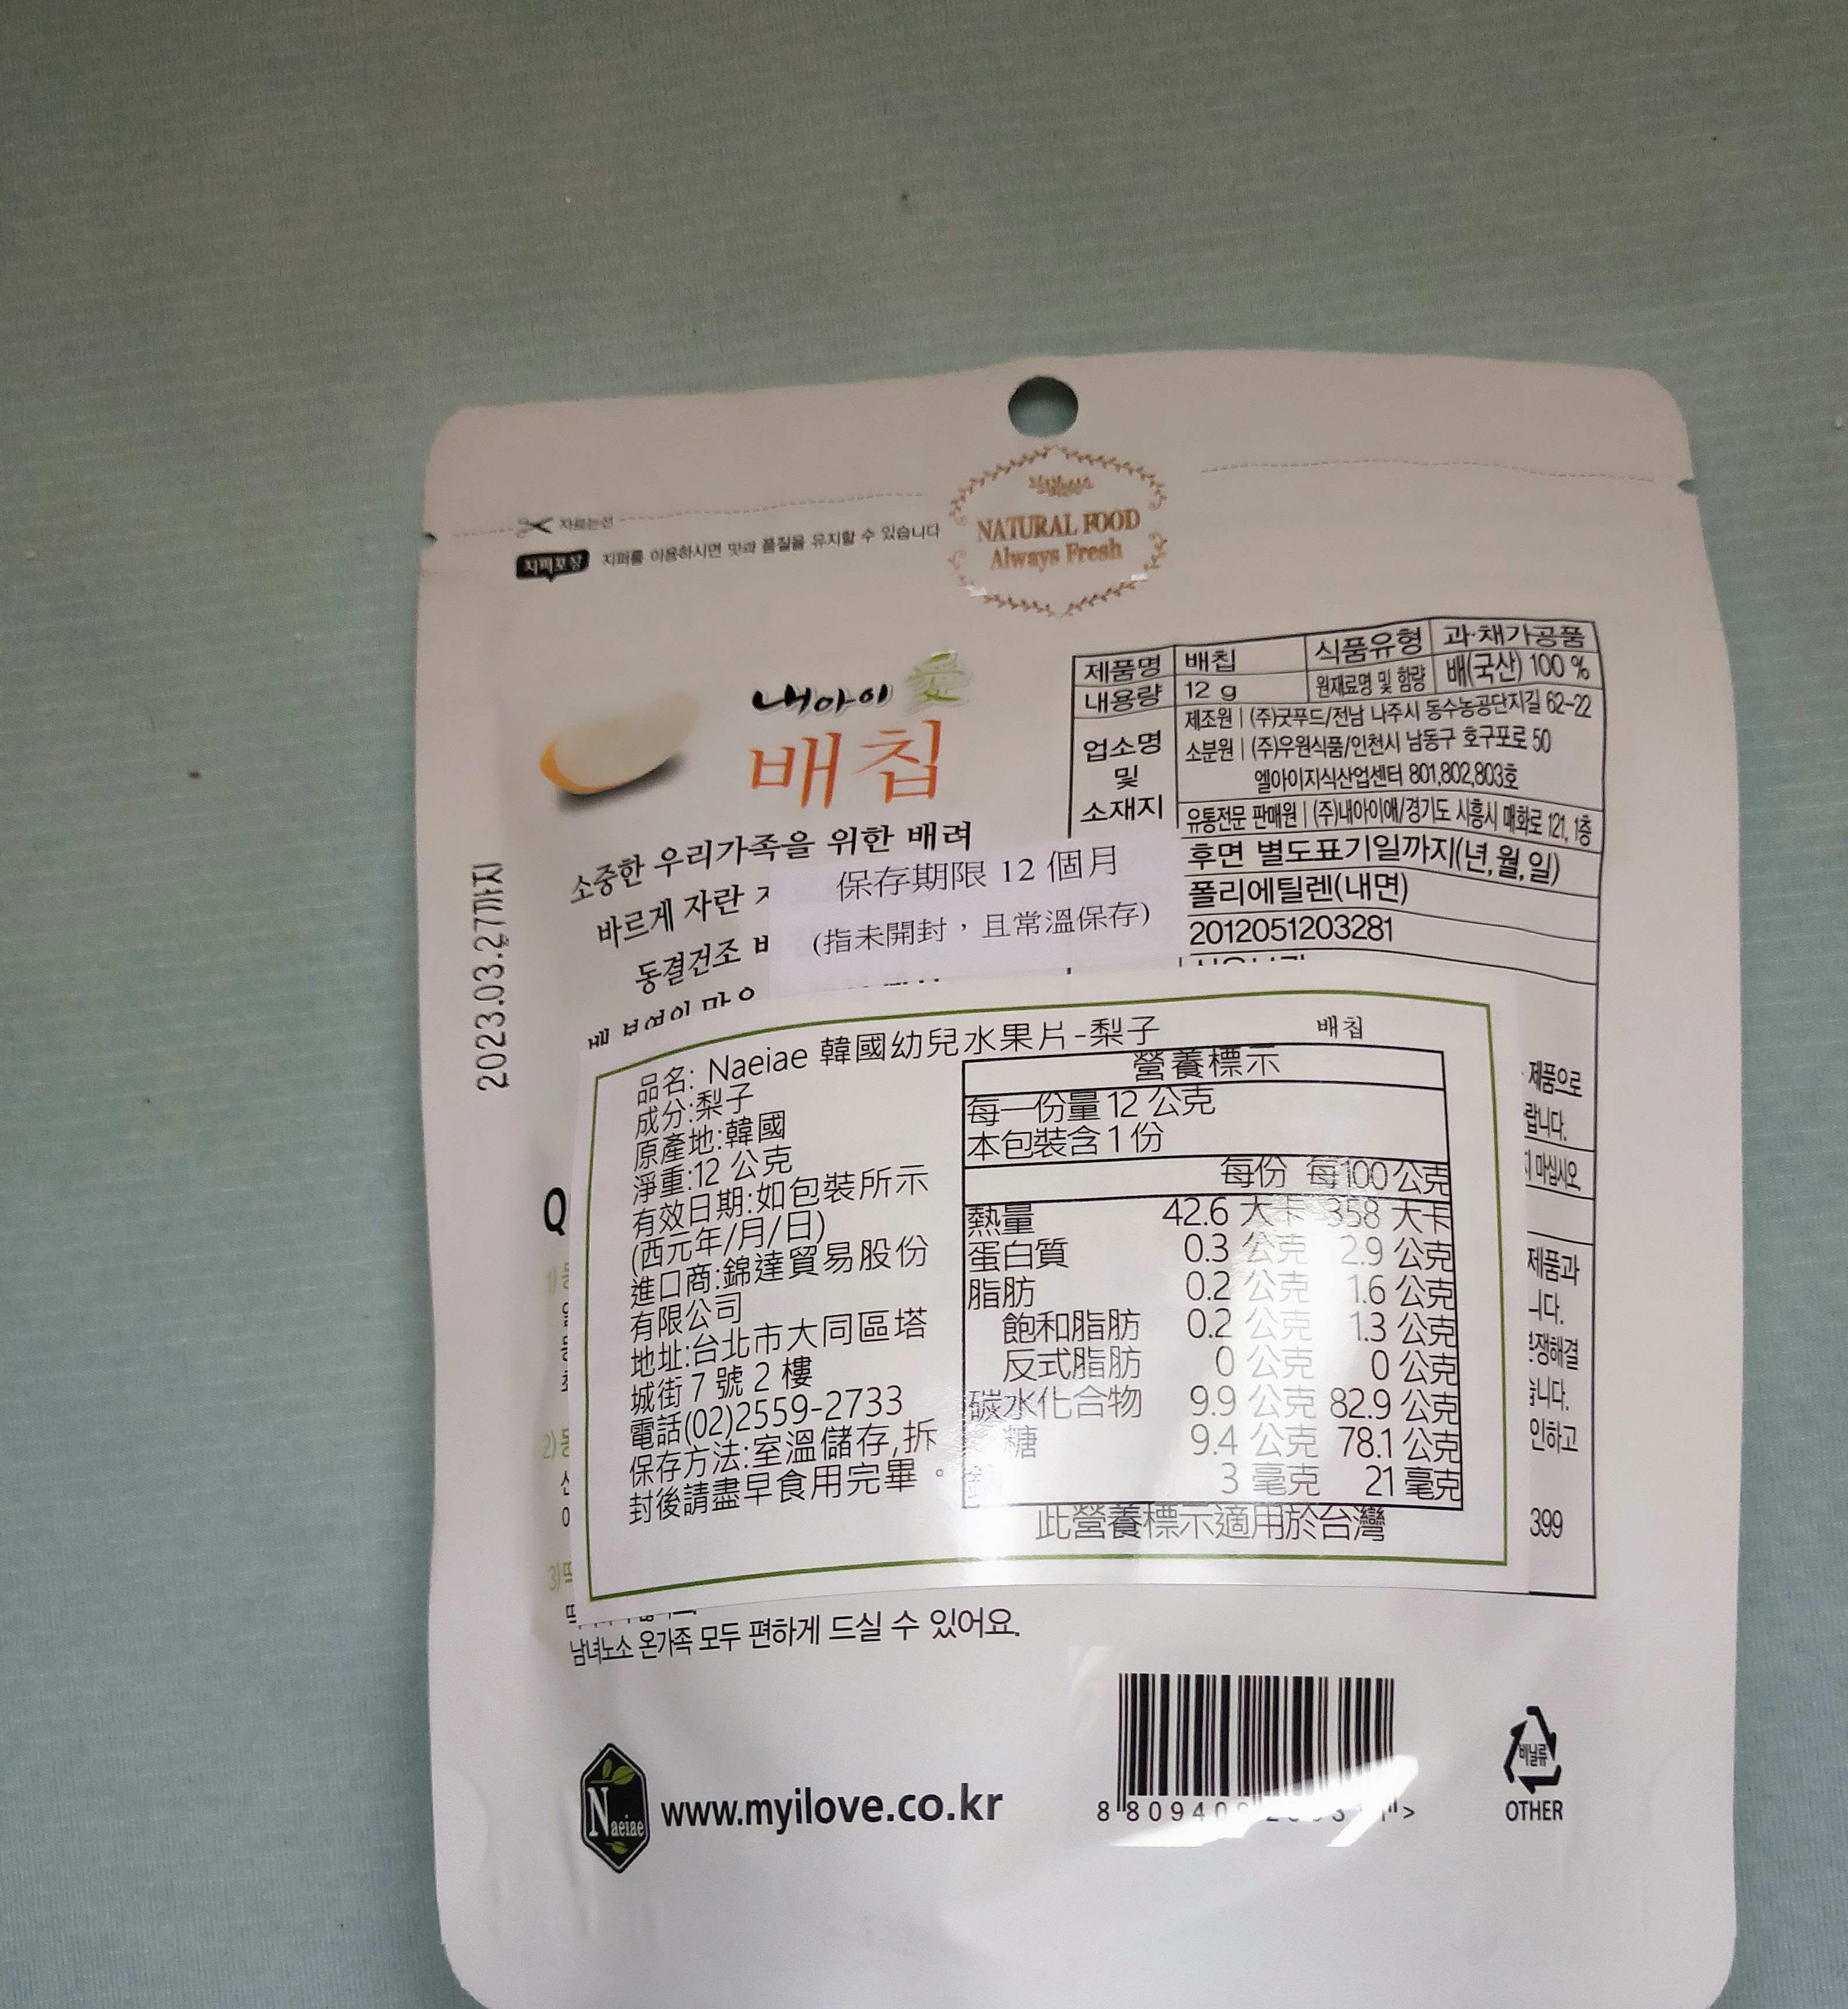 자르는선
지퍼포장 지퍼를 이용하시면 맛과 품질을 유지할 수 있습니다
NATURAL FOOD
Always Fresh
내아이愛
배칩
소중한 우리가족을 위한 배려
바르게 자란
동결건조
2023.03.27까지
제품명 배칩 식품유형 과·채가공품
내용량 12 g 원재료명 및 함량 배(국산) 100 %
업소명
및
소재지
제조원 | (주)굿푸드/전남 나주시 동수농공단지길 62-22
소분원 | (주)우원식품/인천시 남동구 호구포로 50
엘아이지식산업센터 801,802,803호
유통전문 판매원 | (주)내아이애/경기도 시흥시 매화로 121, 1층
후면 별도표기일까지(년,월,일)
폴리에틸렌(내면)
2012051203281
保存期限 12 個月
(指未開封，且常溫保存)
品名: Naeiae 韓國幼兒水果片-梨子
배칩
成分:梨子
原產地:韓國
淨重:12 公克
有效日期:如包裝所示
(西元年/月/日)
進口商:錦達貿易股份
有限公司
地址:台北市大同區塔
城街 7 號 2 樓
電話(02)2559-2733
保存方法:室溫儲存,拆
封後請盡早食用完畢。
營養標示
每一份量 12 公克
本包裝含 1 份
每份 每100公克
熱量 42.6 大卡 358 大卡
蛋白質 0.3 公克 2.9 公克
脂肪 0.2 公克 1.6 公克
飽和脂肪 0.2 公克 1.3 公克
反式脂肪 0 公克 0 公克
碳水化合物 9.9 公克 82.9 公克
糖 9.4 公克 78.1 公克
3 毫克 21 毫克
此營養標示適用於台灣
제품으로
랍니다.
마십시오
제품과
니다.
쟁해결
습니다.
인하고
399
Q
1)
2)
3)
남녀노소 온가족 모두 편하게 드실 수 있어요.
Naeiae
www.myilove.co.kr
비닐류
OTHER